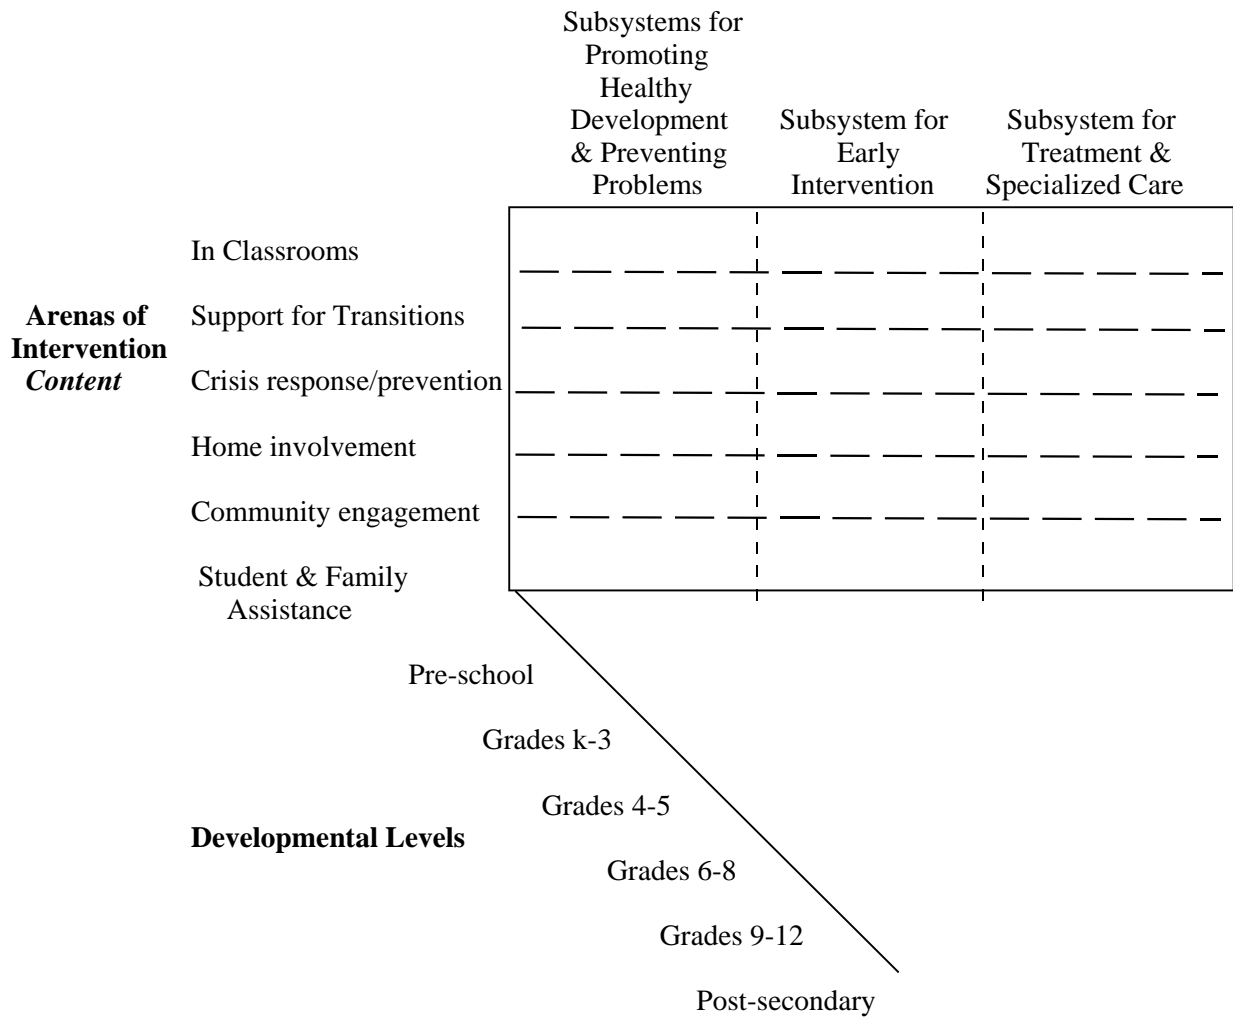 Subsystems for
Promoting
Healthy
Development
& Preventing
Problems
Subsystem for
Early
Intervention
Subsystem for
Treatment &
Specialized Care
Arenas of
Intervention
Content
In Classrooms
Support for Transitions
Crisis response/prevention
Home involvement
Community engagement
Student & Family
Assistance
Developmental Levels
Pre-school
Grades k-3
Grades 4-5
Grades 6-8
Grades 9-12
Post-secondary